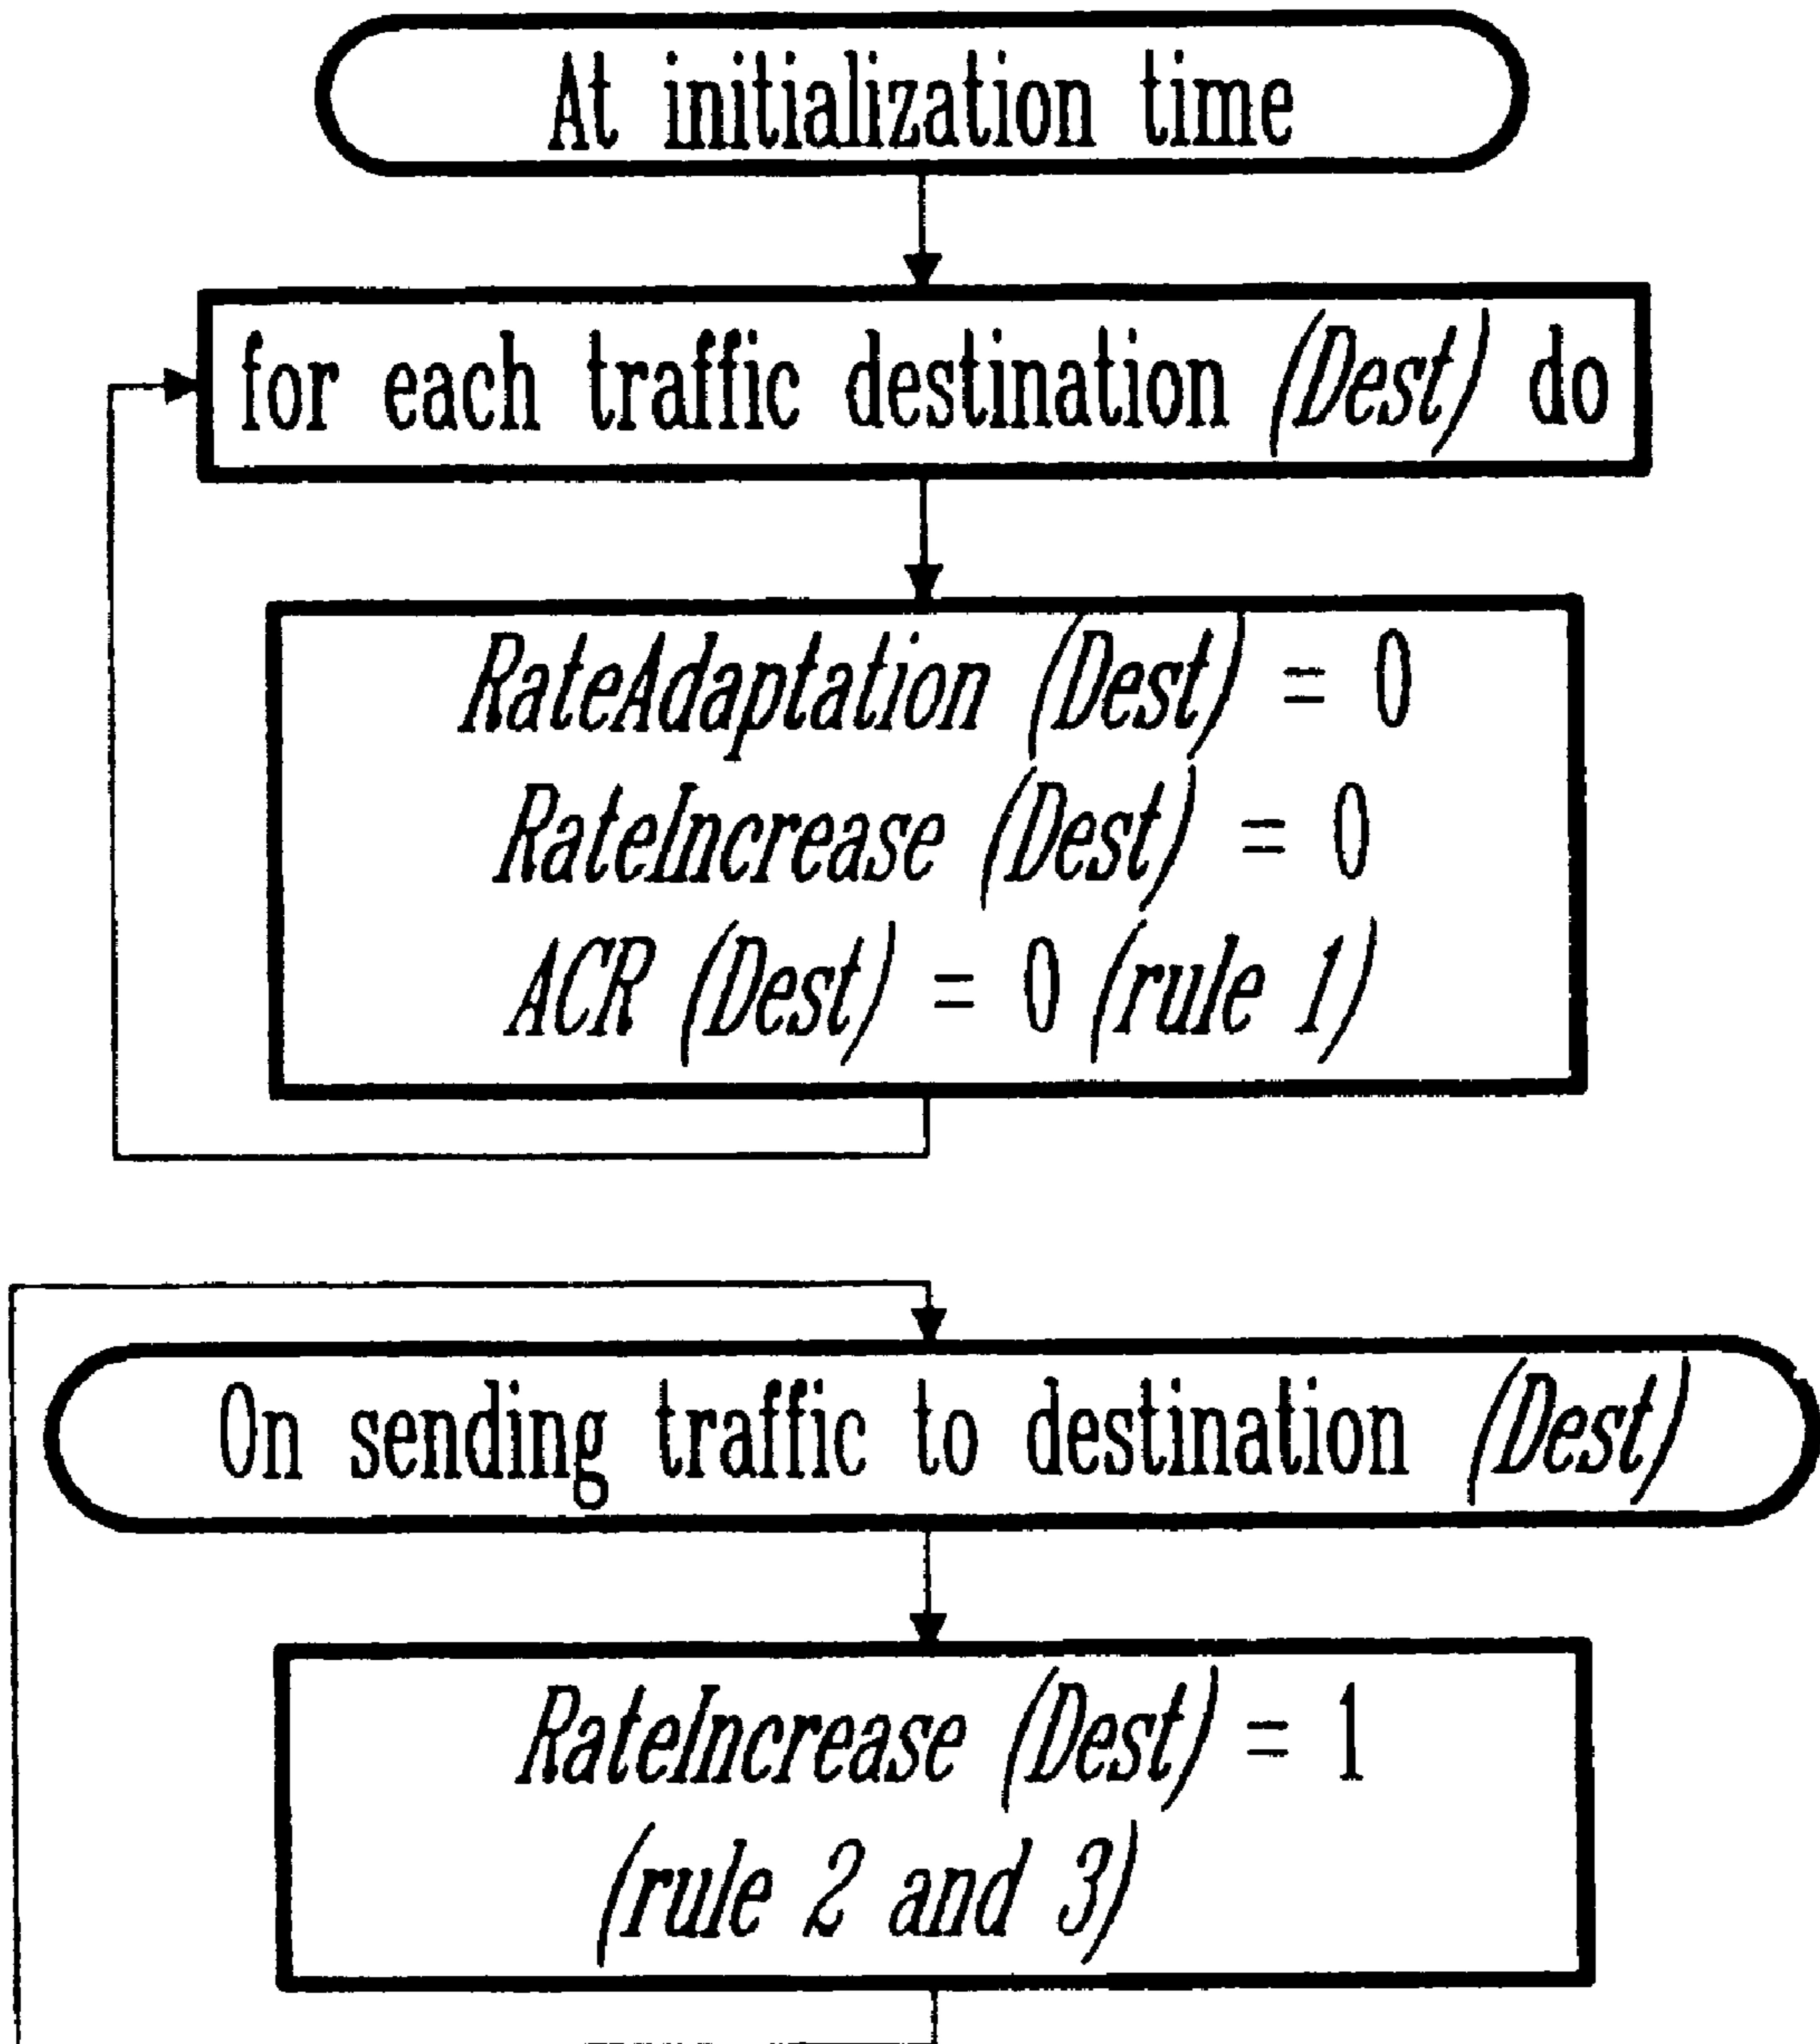 At initialization time
for each traffic destination (Dest) do
RateAdaptation (Dest) = 0
RateIncrease (Dest) = 0
ACR (Dest) = 0 (rule 1)
On sending traffic to destination (Dest)
RateIncrease (Dest) = 1
(rule 2 and 3)